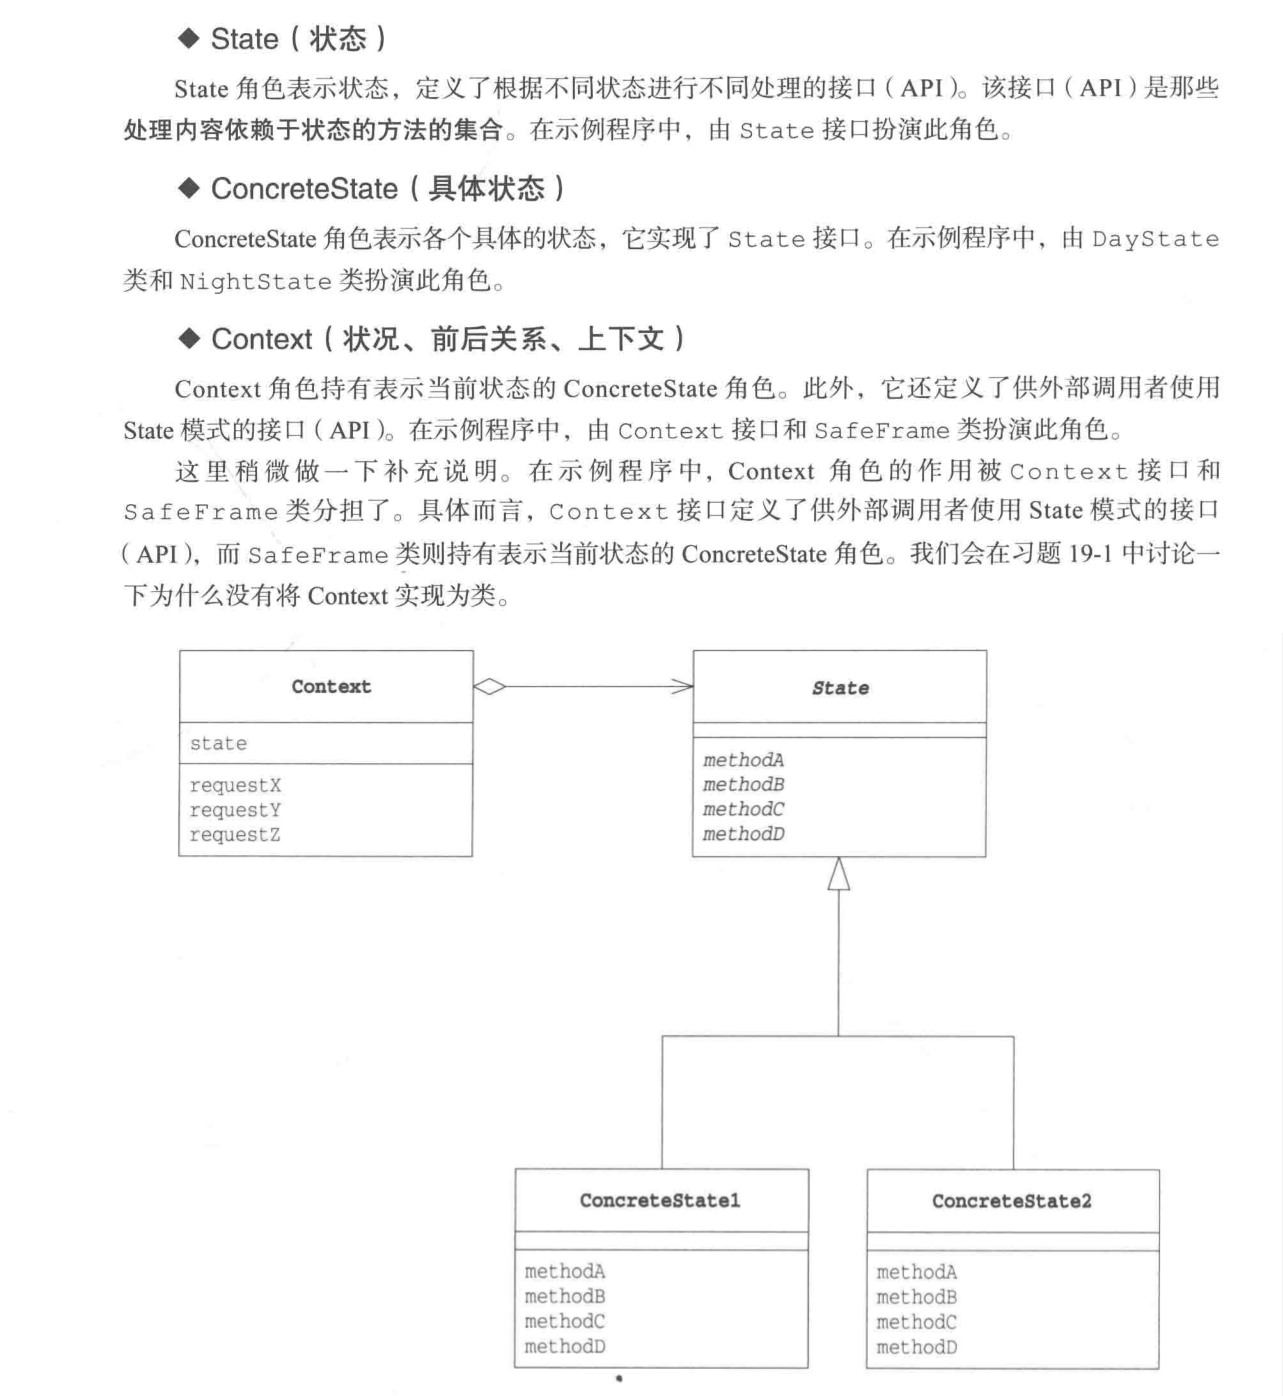 ◆ State（状态）
State 角色表示状态，定义了根据不同状态进行不同处理的接口（API）。该接口（API）是那些
处理内容依赖于状态的方法的集合。在示例程序中，由 State 接口扮演此角色。
◆ ConcreteState（具体状态）
ConcreteState 角色表示各个具体的状态，它实现了 State 接口。在示例程序中，由 DayState
类和 NightState 类扮演此角色。
◆ Context（状况、前后关系、上下文）
Context 角色持有表示当前状态的 ConcreteState 角色。此外，它还定义了供外部调用者使用
State 模式的接口（API）。在示例程序中，由 Context 接口和 SafeFrame 类扮演此角色。
这里稍微做一下补充说明。在示例程序中，Context 角色的作用被 Context 接口和
SafeFrame 类分担了。具体而言，Context 接口定义了供外部调用者使用 State 模式的接口
（API），而 SafeFrame 类则持有表示当前状态的 ConcreteState 角色。我们会在习题 19-1 中讨论一
下为什么没有将 Context 实现为类。
Context
state
requestX
requestY
requestZ
State
methodA
methodB
methodC
methodD
ConcreteState1
methodA
methodB
methodC
methodD
ConcreteState2
methodA
methodB
methodC
methodD